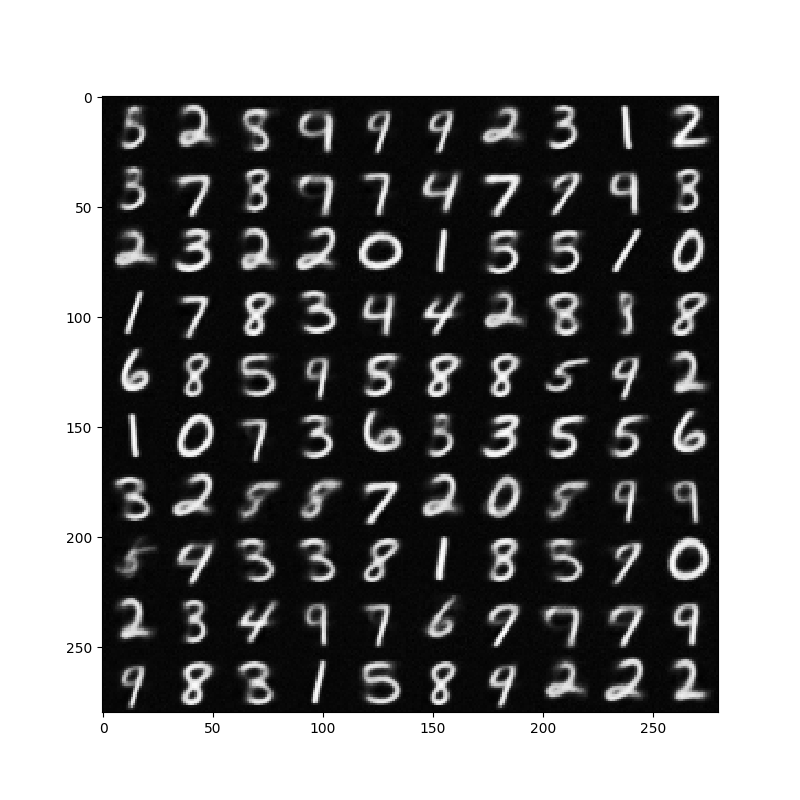 0
5 2 8 9 9 9 2 3 1 2
3 7 8 9 7 4 7 9 3
50
2 3 2 2 0 1 5 5 1 0
1 7 8 3 4 4 2 8 8
100
6 8 5 9 5 8 8 5 9 2
1 0 7 3 6 3 3 5 5 6
150
3 2 7 2 0 9 9
200
9 3 3 8 1 8 0
2 3 4 9 7 6 7 7 7 9
250
9 8 3 1 5 8 9 2 2 2
0 50 100 150 200 250